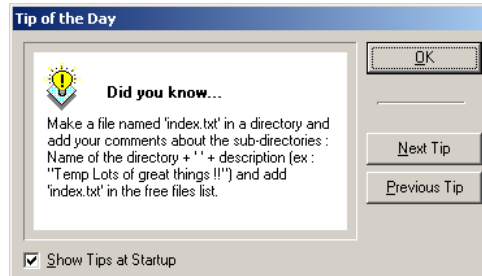 Tip of the Day
OK
Did you know...
Make a file named 'index.txt' in a directory and
add your comments about the sub-directories :
Name of the directory + ' ' + description (ex :
"Temp Lots of great things !!") and add
'index.txt' in the free files list.
Next Tip
Previous Tip
Show Tips at Startup